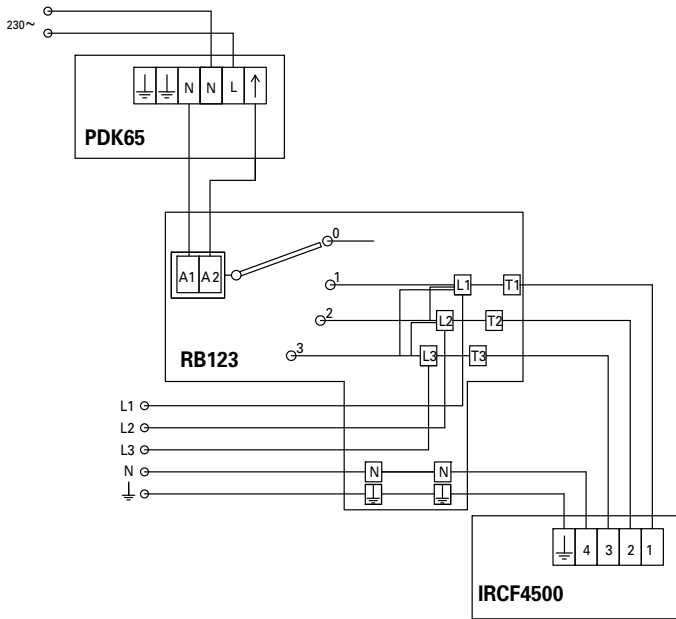 230~
N N L ↑
PDK65
0
A1 A2
1 L1 T1
2 L2 T2
3 L3 T3
RB123
L1
L2
L3
N N N
4 3 2 1
IRCF4500